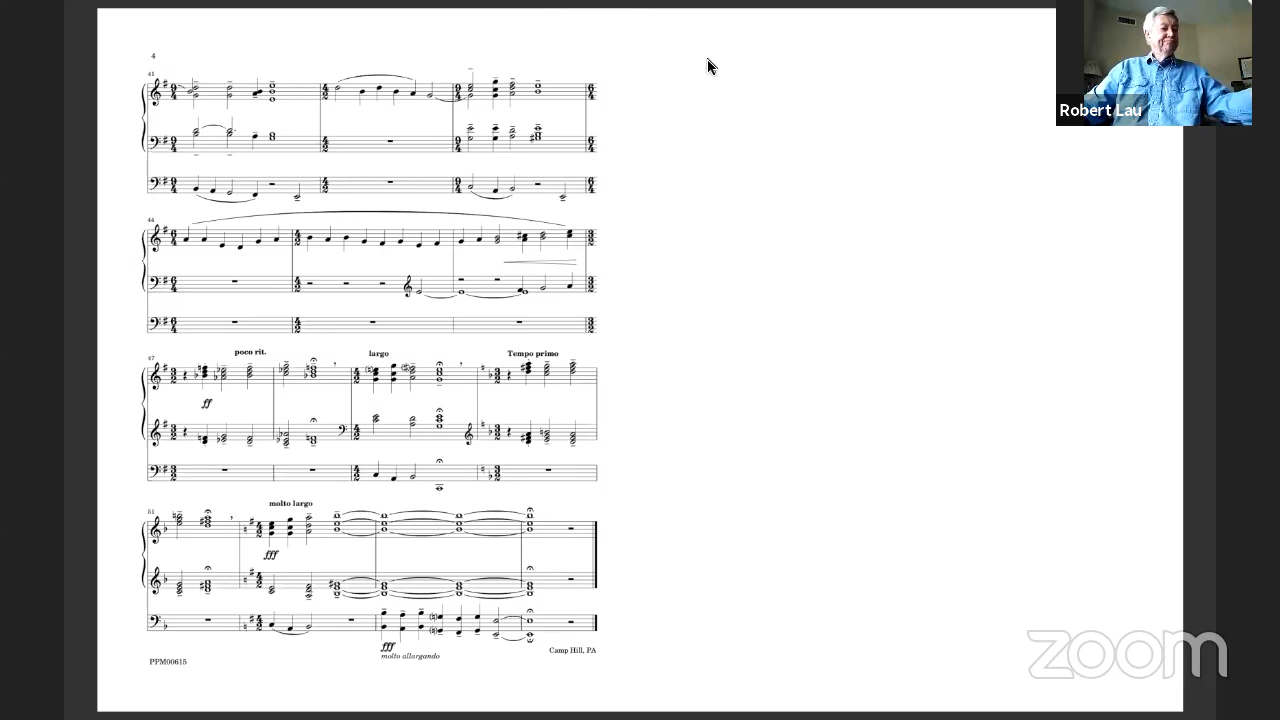 4
Robert Lau
41
44
47
poco rit.
largo
Tempo primo
ff
51
molto largo
fff
fff
molto allargando
Camp Hill, PA
PPM00615
zoom